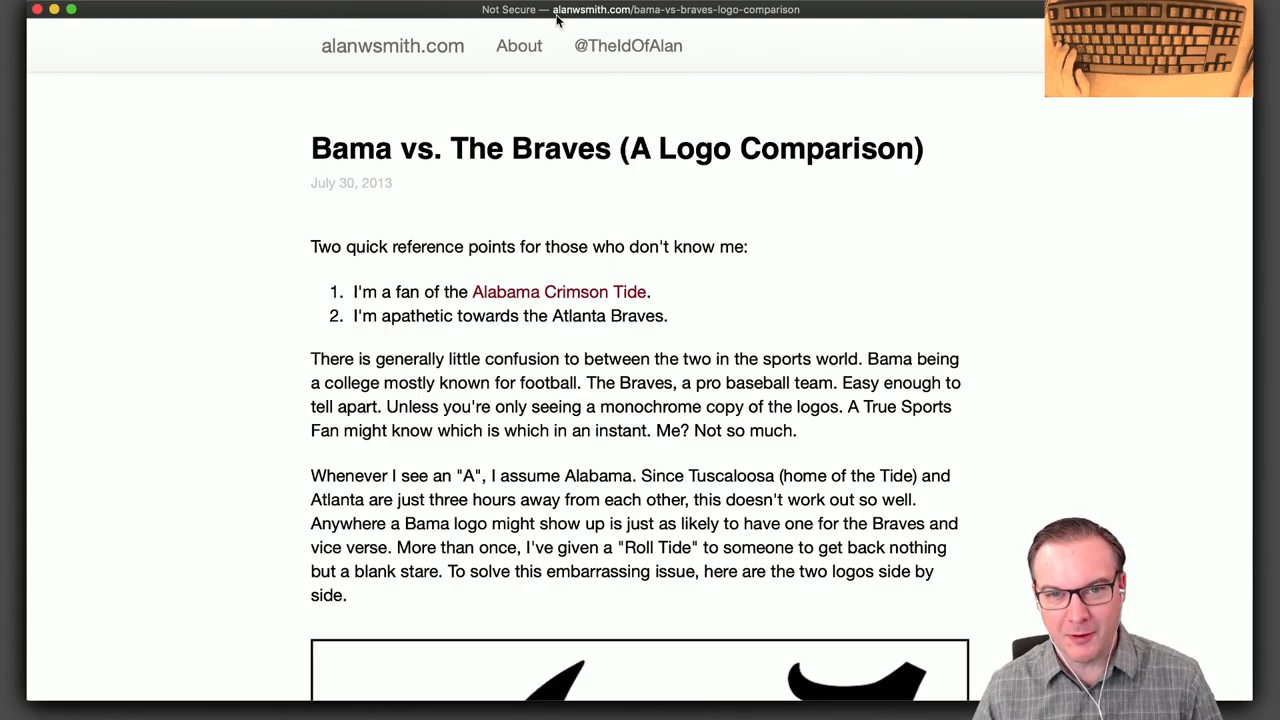 Not Secure — alanwsmith.com/bama-vs-braves-logo-comparison
alanwsmith.com About @TheIdOfAlan
Bama vs. The Braves (A Logo Comparison)
July 30, 2013
Two quick reference points for those who don't know me:
1. I'm a fan of the Alabama Crimson Tide.
2. I'm apathetic towards the Atlanta Braves.
There is generally little confusion to between the two in the sports world. Bama being
a college mostly known for football. The Braves, a pro baseball team. Easy enough to
tell apart. Unless you're only seeing a monochrome copy of the logos. A True Sports
Fan might know which is which in an instant. Me? Not so much.
Whenever I see an "A", I assume Alabama. Since Tuscaloosa (home of the Tide) and
Atlanta are just three hours away from each other, this doesn't work out so well.
Anywhere a Bama logo might show up is just as likely to have one for the Braves and
vice verse. More than once, I've given a "Roll Tide" to someone to get back nothing
but a blank stare. To solve this embarrassing issue, here are the two logos side by
side.